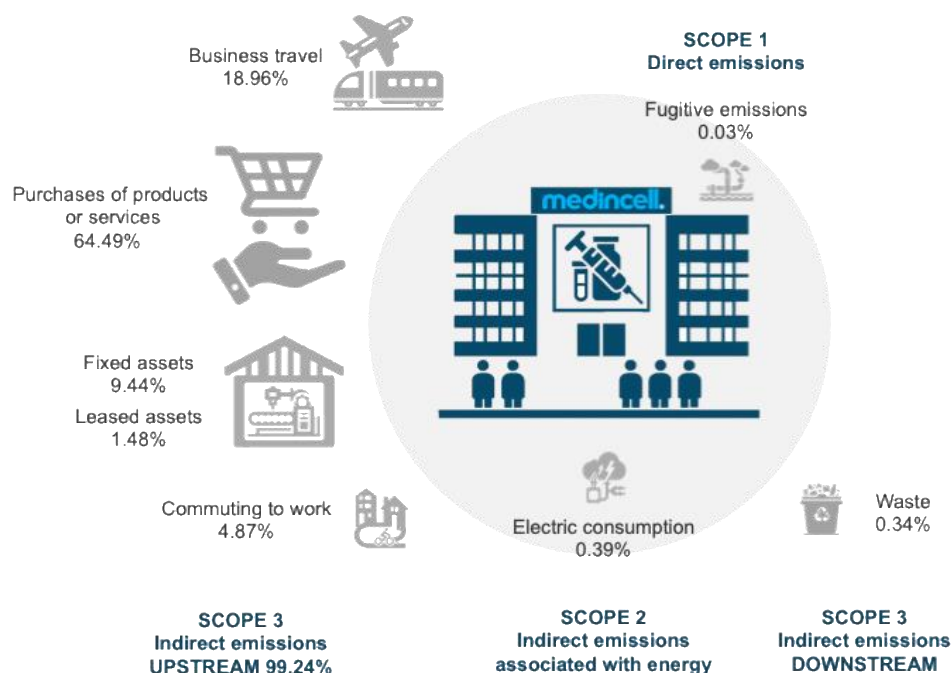 SCOPE 1
Direct emissions
Business travel
18.96%
Fugitive emissions
0.03%
Purchases of products
or services
64.49%
medincell.
Fixed assets
9.44%
Leased assets
1.48%
Commuting to work
4.87%
Electric consumption
0.39%
Waste
0.34%
SCOPE 3
Indirect emissions
UPSTREAM 99.24%
SCOPE 2
Indirect emissions
associated with energy
SCOPE 3
Indirect emissions
DOWNSTREAM